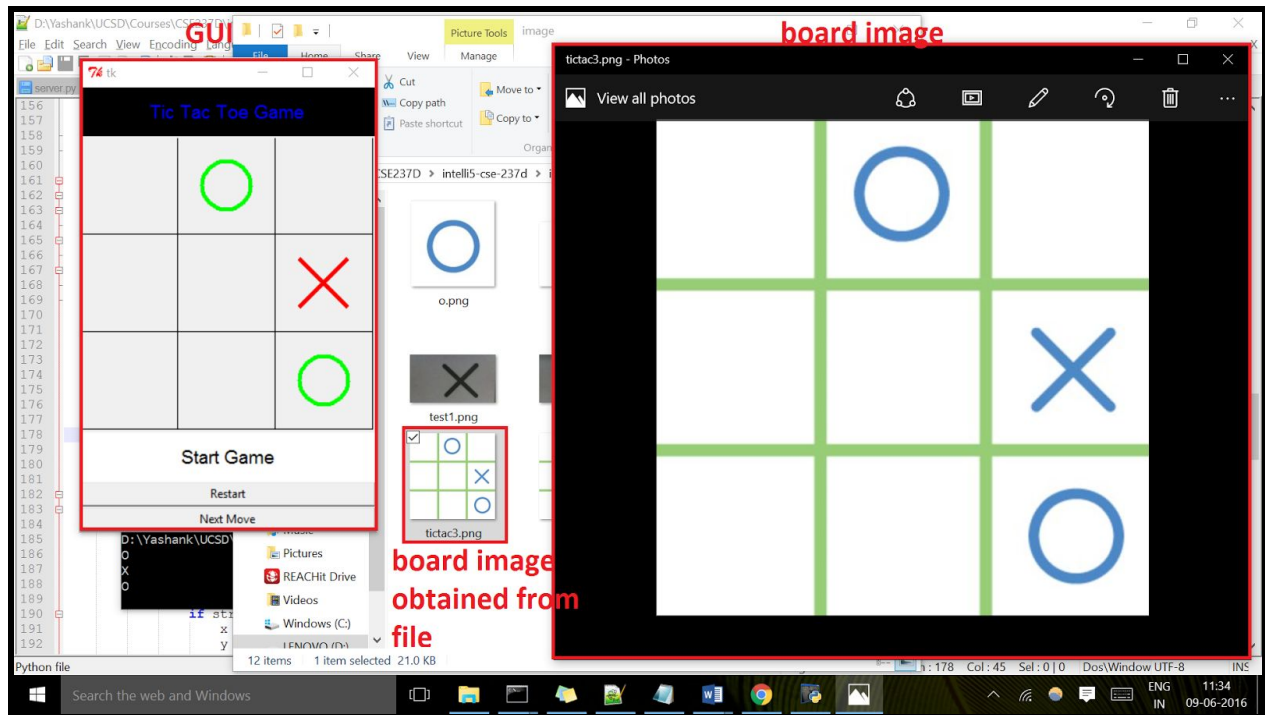 D:\Yashank\UCSD\Courses\CSE237D\
GUI
Picture Tools
image
board image
File Edit Search View Encoding
File
Home
Share
View
Manage
tk
tictac3.png - Photos
Cut
Copy path
Paste shortcut
Move to
Copy to
View all photos
server.py
Tic Tac Toe Game
CSE237D > intelli5-cse-237d >
156
157
158
159
160
161
162
163
164
165
166
167
168
169
170
171
172
173
174
175
176
177
178
179
180
181
182
183
184
185
186
187
188
189
190
191
192
o.png
test1.png
tictac3.png
Start Game
Restart
Next Move
D:\Yashank\UCSD\
O
X
O
Music
Pictures
REACHit Drive
Videos
Windows (C:)
LENOVO (D:)
board image
obtained from
file
if str
x
y
12 items
1 item selected 21.0 KB
Python file
: 178 Col : 45 Sel : 0 | 0
Dos\Window UTF-8
INS
Search the web and Windows
ENG
IN
11:34
09-06-2016